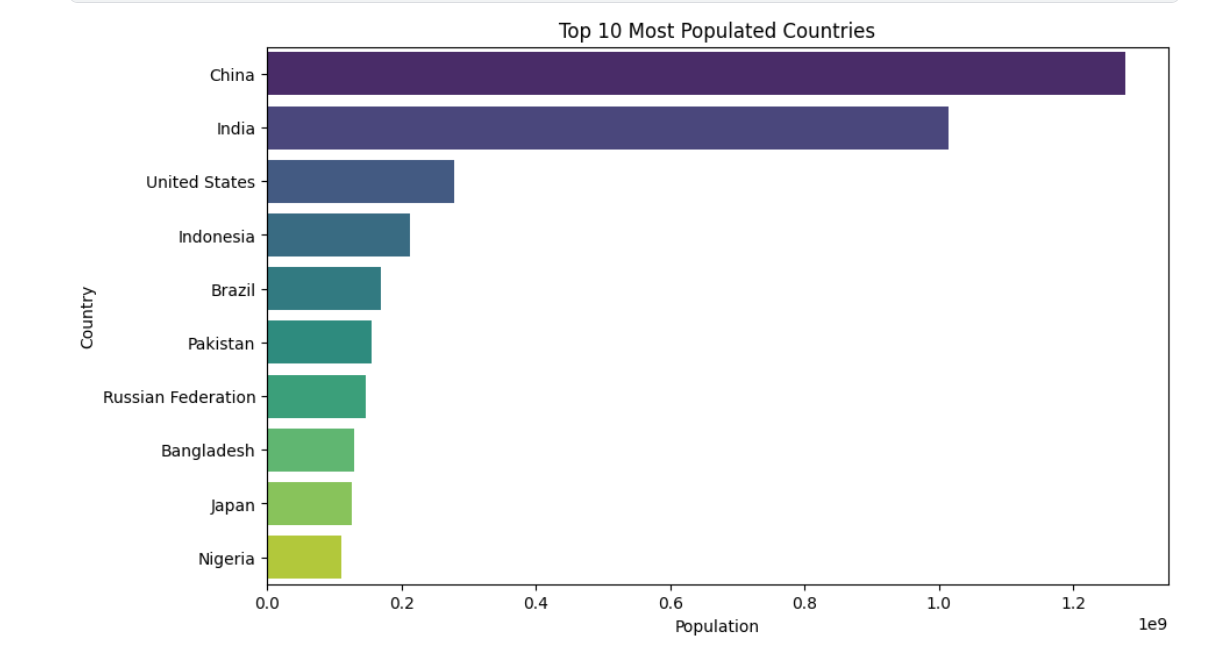 Top 10 Most Populated Countries
China
India
United States
Indonesia
Brazil
Pakistan
Russian Federation
Bangladesh
Japan
Nigeria
Country
0.0 0.2 0.4 0.6 0.8 1.0 1.2
1e9
Population